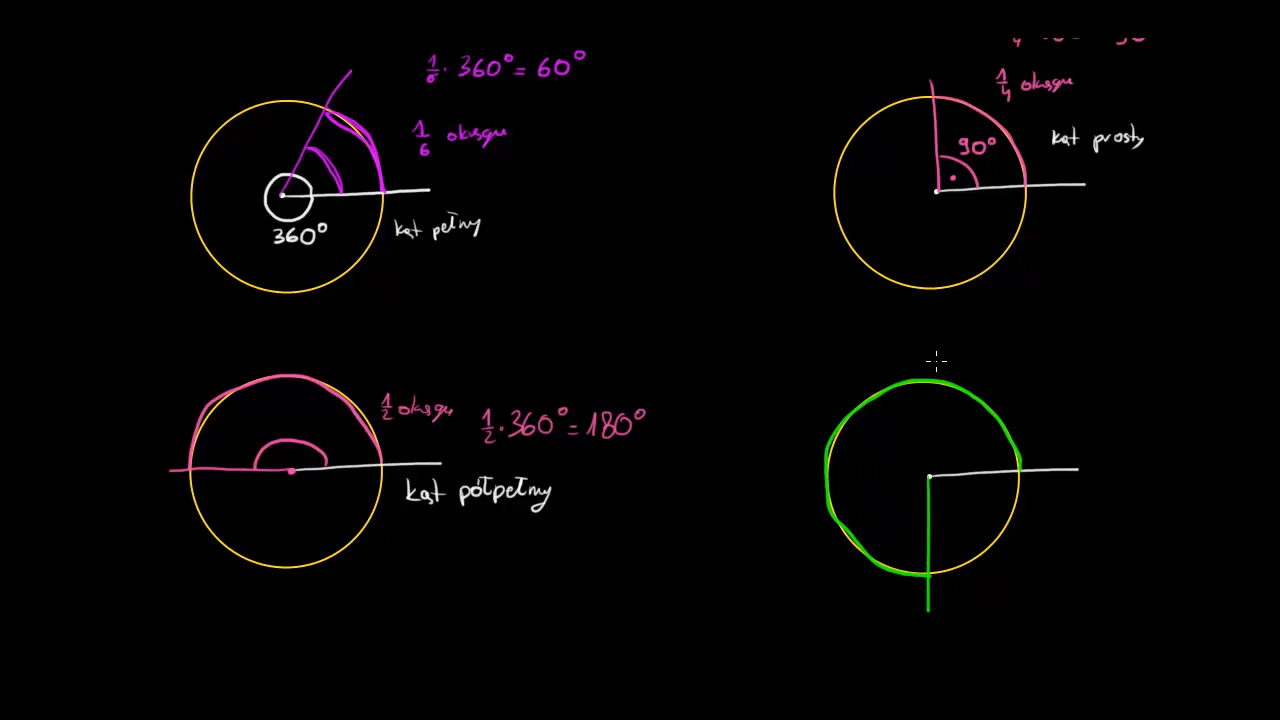 1/6 · 360° = 60°
1/6 okręgu
360°
kąt pełny
1/4 okręgu
90°
kąt prosty
1/2 okręgu
1/2 · 360° = 180°
kąt półpełny